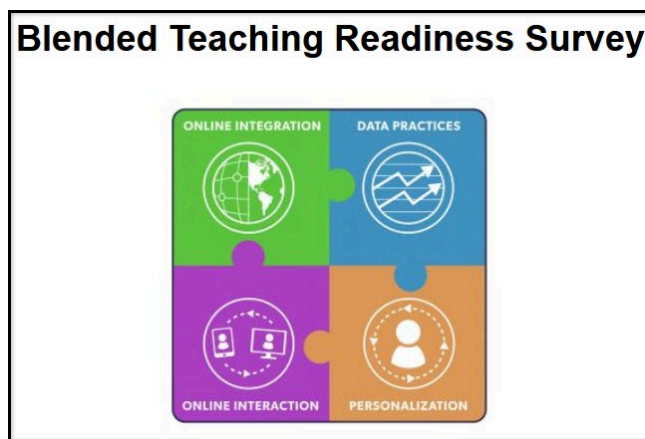 Blended Teaching Readiness Survey
ONLINE INTEGRATION
DATA PRACTICES
ONLINE INTERACTION
PERSONALIZATION